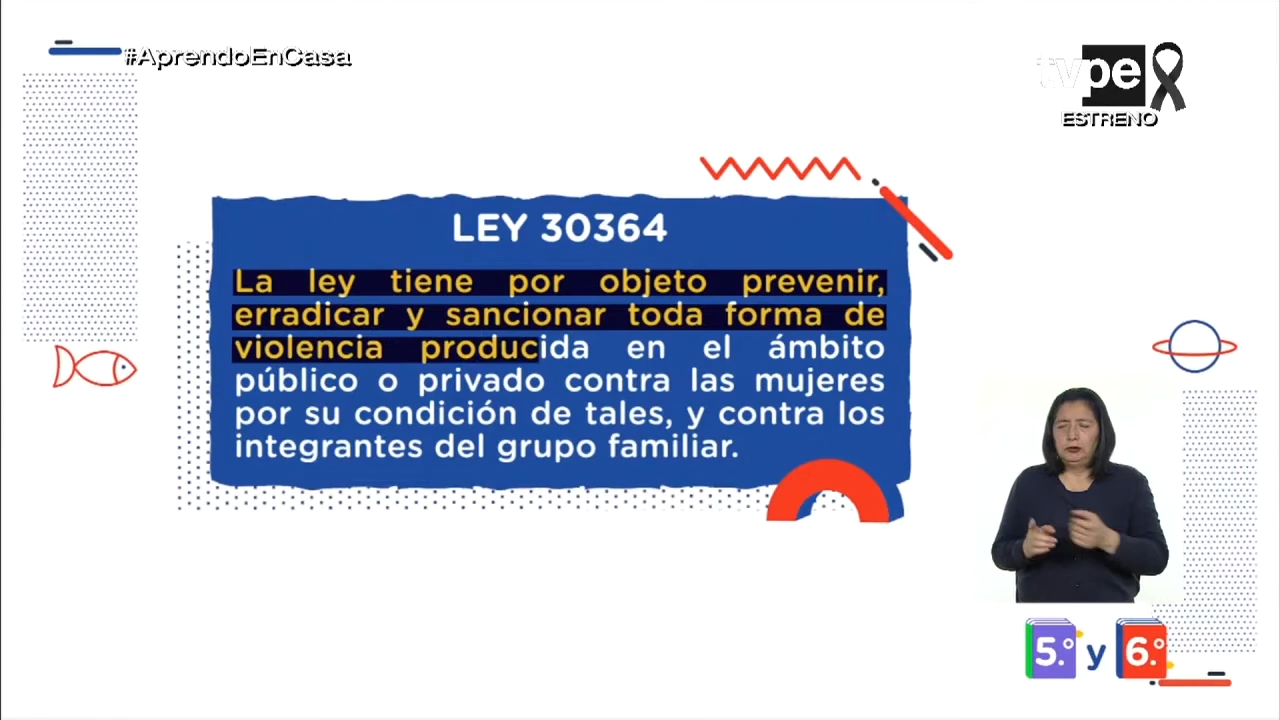 #AprendoEnCasa
tvpe
ESTRENO
LEY 30364
La ley tiene por objeto prevenir,
erradicar y sancionar toda forma de
violencia producida en el ámbito
público o privado contra las mujeres
por su condición de tales, y contra los
integrantes del grupo familiar.
5.º y 6.º